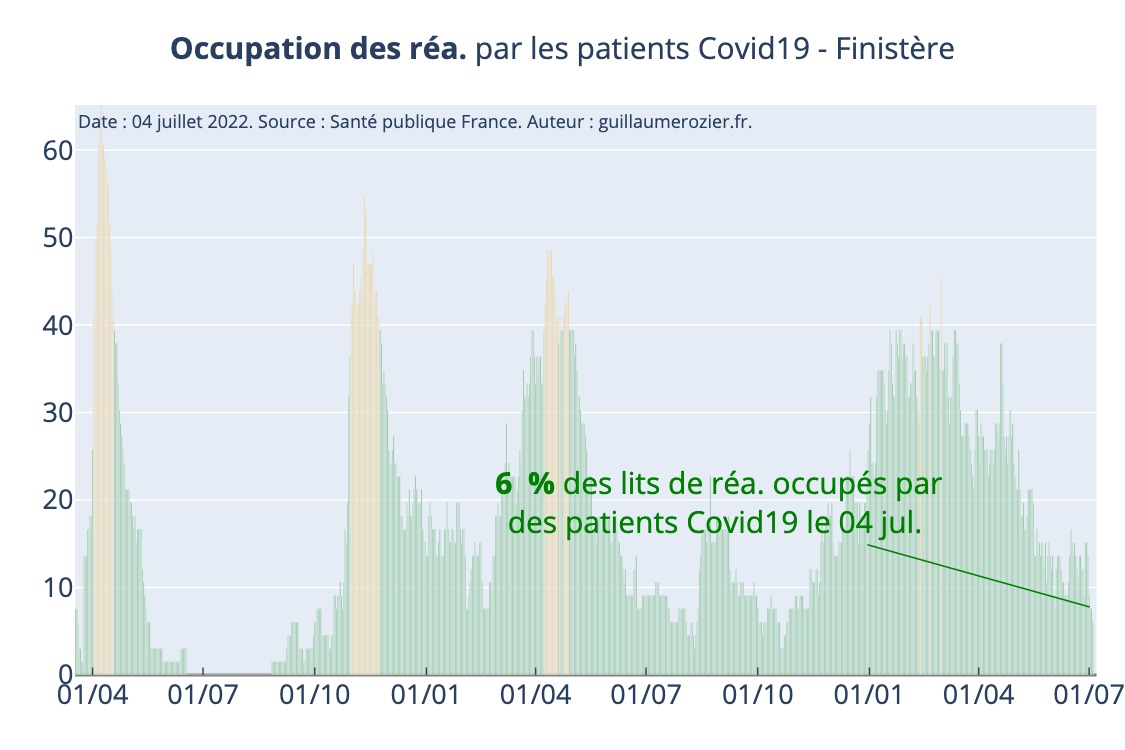 Occupation des réa. par les patients Covid19 - Finistère
Date : 04 juillet 2022. Source : Santé publique France. Auteur : guillaumerozier.fr.
60
50
40
30
20
10
0
6 % des lits de réa. occupés par
des patients Covid19 le 04 jul.
01/04 01/07 01/10 01/01 01/04 01/07 01/10 01/01 01/04 01/07